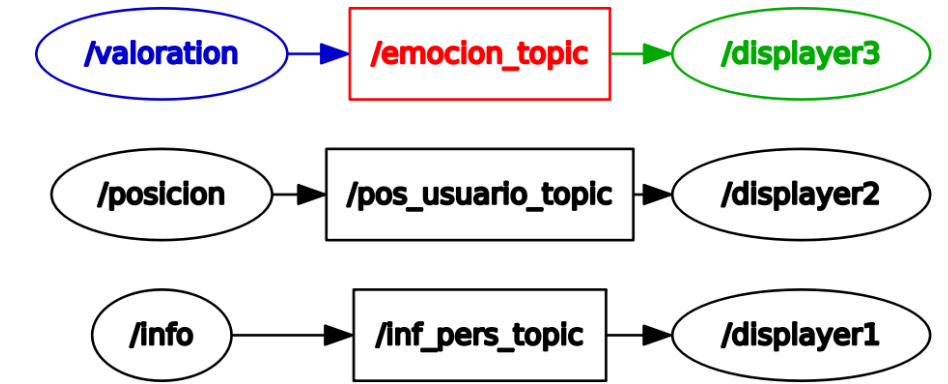 /valoration /emocion_topic /displayer3
/posicion /pos_usuario_topic /displayer2
/info /inf_pers_topic /displayer1